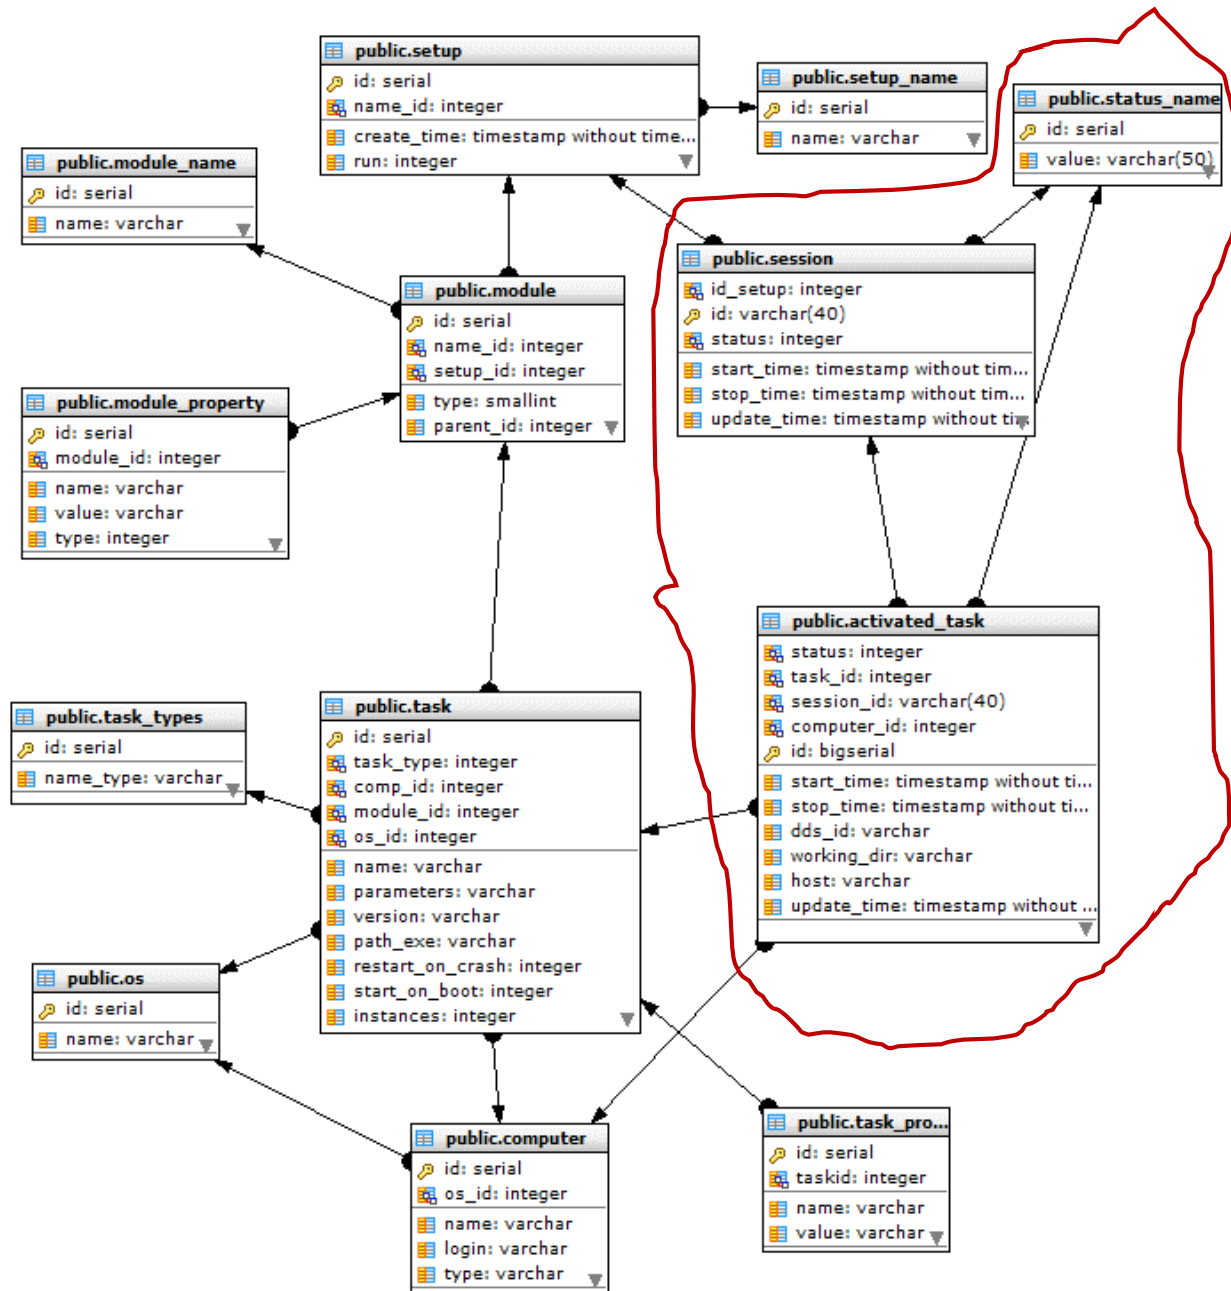 public.setup
id: serial
name_id: integer
create_time: timestamp without time...
run: integer
public.setup_name
id: serial
name: varchar
public.status_name
id: serial
value: varchar(50)
public.module_name
id: serial
name: varchar
public.session
id_setup: integer
id: varchar(40)
status: integer
start_time: timestamp without tim...
stop_time: timestamp without tim...
update_time: timestamp without tim
public.module
id: serial
name_id: integer
setup_id: integer
type: smallint
parent_id: integer
public.module_property
id: serial
module_id: integer
name: varchar
value: varchar
type: integer
public.activated_task
status: integer
task_id: integer
session_id: varchar(40)
computer_id: integer
id: bigserial
start_time: timestamp without ti...
stop_time: timestamp without ti...
dds_id: varchar
working_dir: varchar
host: varchar
update_time: timestamp without ...
public.task_types
id: serial
name_type: varchar
public.task
id: serial
task_type: integer
comp_id: integer
module_id: integer
os_id: integer
name: varchar
parameters: varchar
version: varchar
path_exe: varchar
restart_on_crash: integer
start_on_boot: integer
instances: integer
public.os
id: serial
name: varchar
public.computer
id: serial
os_id: integer
name: varchar
login: varchar
type: varchar
public.task_pro...
id: serial
taskid: integer
name: varchar
value: varchar